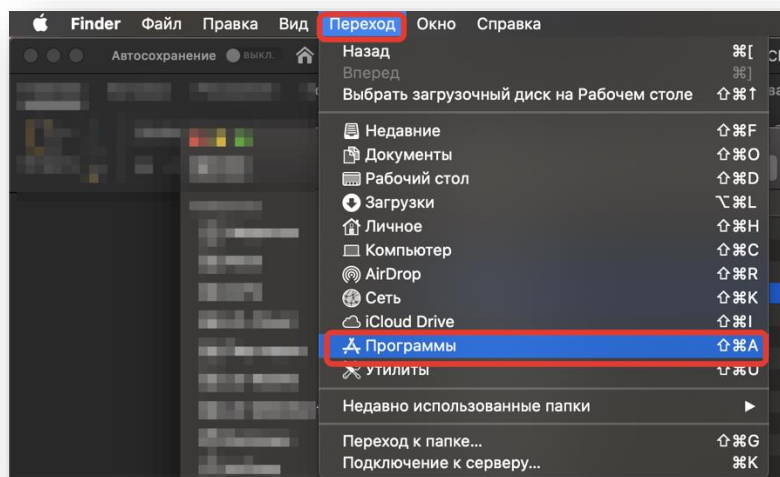 Finder Файл Правка Вид Переход Окно Справка
Автосохранение выкл.
Назад ⌘[
Вперед ⌘]
Выбрать загрузочный диск на Рабочем столе ⇧⌘↑
Недавние ⇧⌘F
Документы ⇧⌘O
Рабочий стол ⇧⌘D
Загрузки ⌥⌘L
Личное ⇧⌘H
Компьютер ⇧⌘C
AirDrop ⇧⌘R
Сеть ⇧⌘K
iCloud Drive ⇧⌘I
Программы ⇧⌘A
Утилиты ⇧⌘U
Недавно использованные папки
Переход к папке... ⇧⌘G
Подключение к серверу... ⌘K